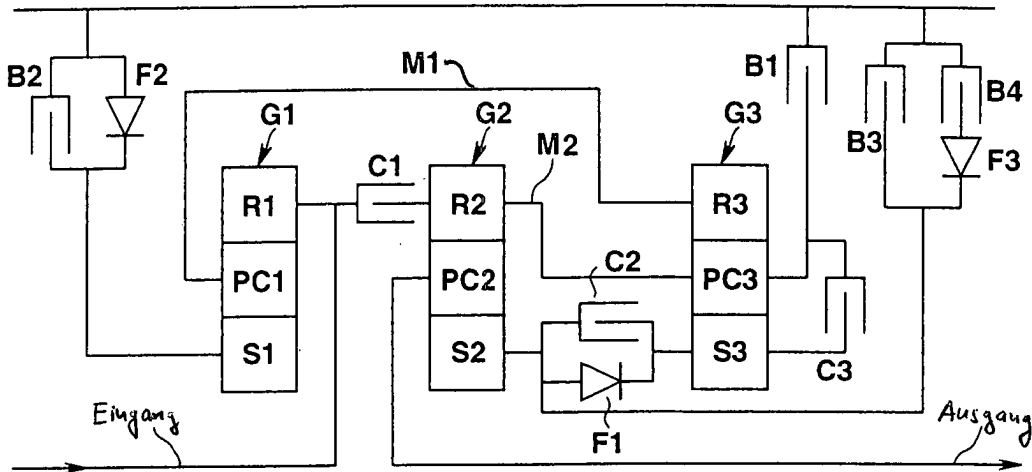 M1
B1
B2
F2
B4
G1
G2
G3
B3
M2
F3
C1
R1
R2
R3
PC1
PC2
C2
PC3
S1
S2
S3
C3
Eingang
F1
Ausgang